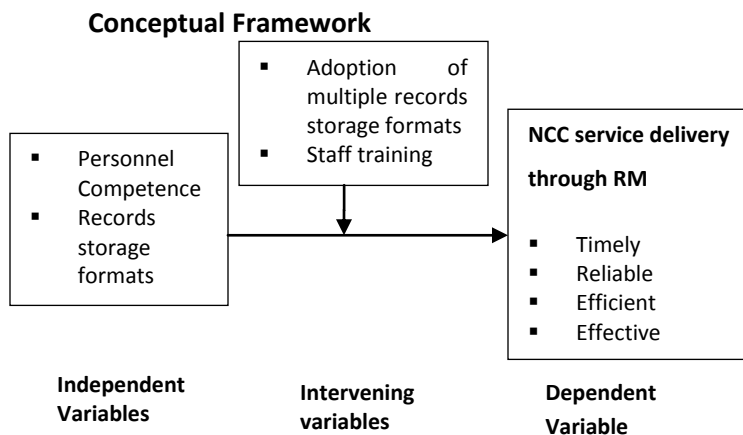 Conceptual Framework
▪ Adoption of
multiple records
storage formats
▪ Staff training
▪ Personnel
Competence
▪ Records
storage
formats
NCC service delivery
through RM
▪ Timely
▪ Reliable
▪ Efficient
▪ Effective
Independent
Variables
Intervening
variables
Dependent
Variable